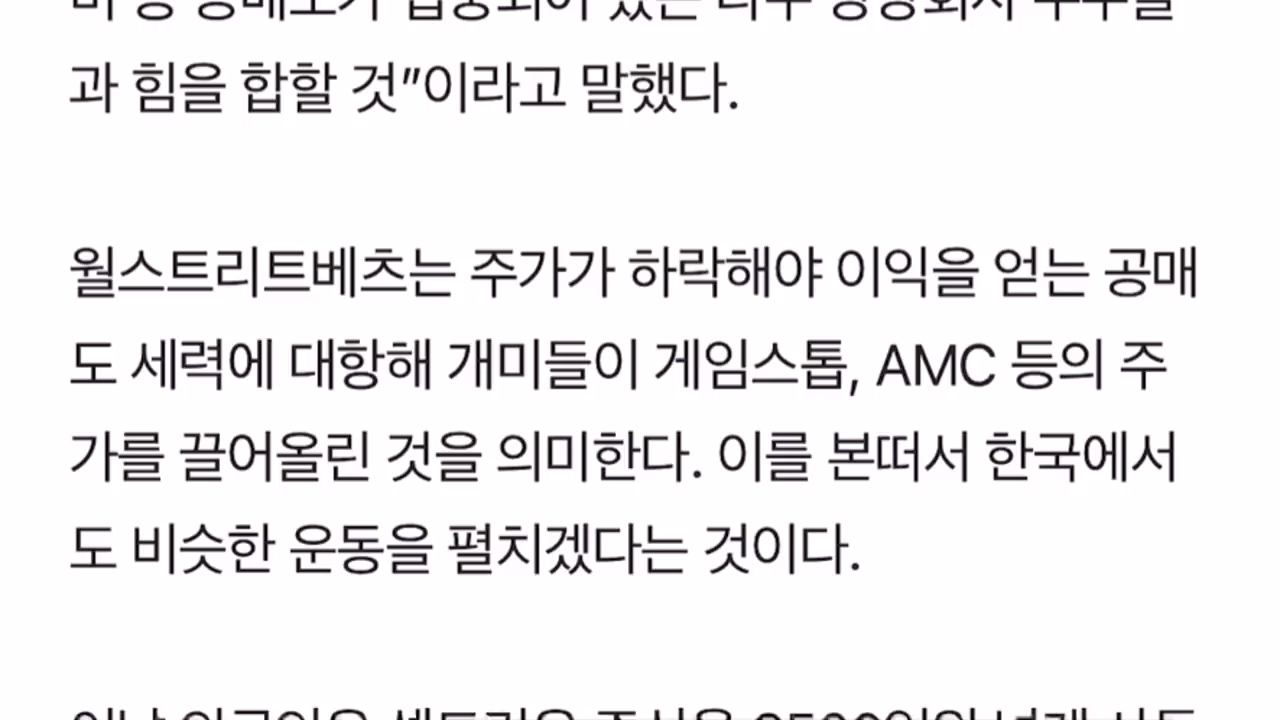 과 힘을 합할 것”이라고 말했다.
월스트리트베츠는 주가가 하락해야 이익을 얻는 공매
도 세력에 대항해 개미들이 게임스톱, AMC 등의 주
가를 끌어올린 것을 의미한다. 이를 본떠서 한국에서
도 비슷한 운동을 펼치겠다는 것이다.